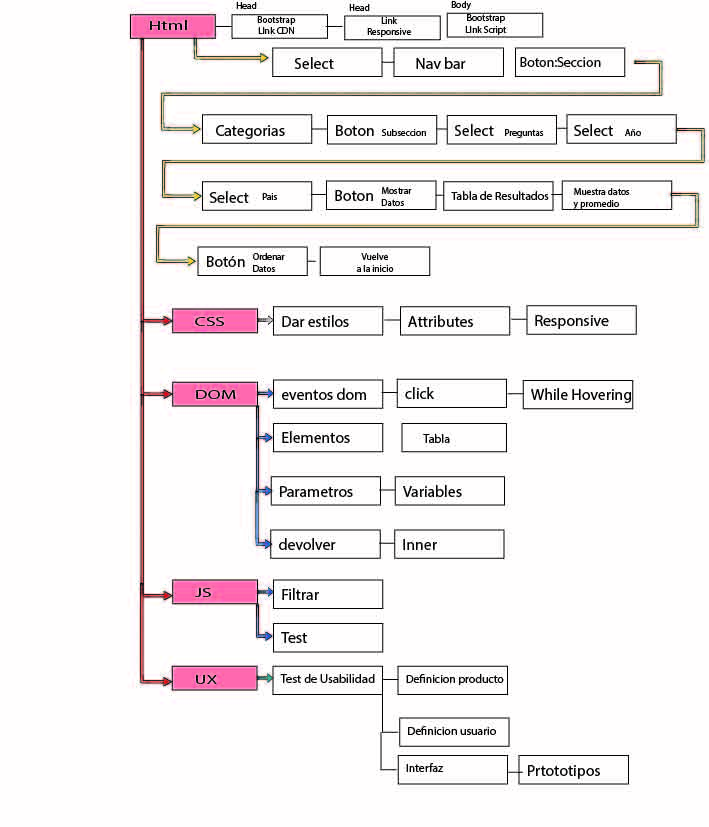 Head
Head
Body
Html
Bootstrap
LInk CDN
Link
Responsive
Bootstrap
LInk Script
Select
Nav bar
Boton:Seccion
Categorias
Boton Subseccion
Select Preguntas
Select Año
Select Pais
Boton Mostrar
Datos
Tabla de Resultados
Muestra datos
y promedio
Botón Ordenar
Datos
Vuelve
a la inicio
CSS
Dar estilos
Attributes
Responsive
DOM
eventos dom
click
While Hovering
Elementos
Tabla
Parametros
Variables
devolver
Inner
JS
Filtrar
Test
UX
Test de Usabilidad
Definicion producto
Definicion usuario
Interfaz
Prtototipos